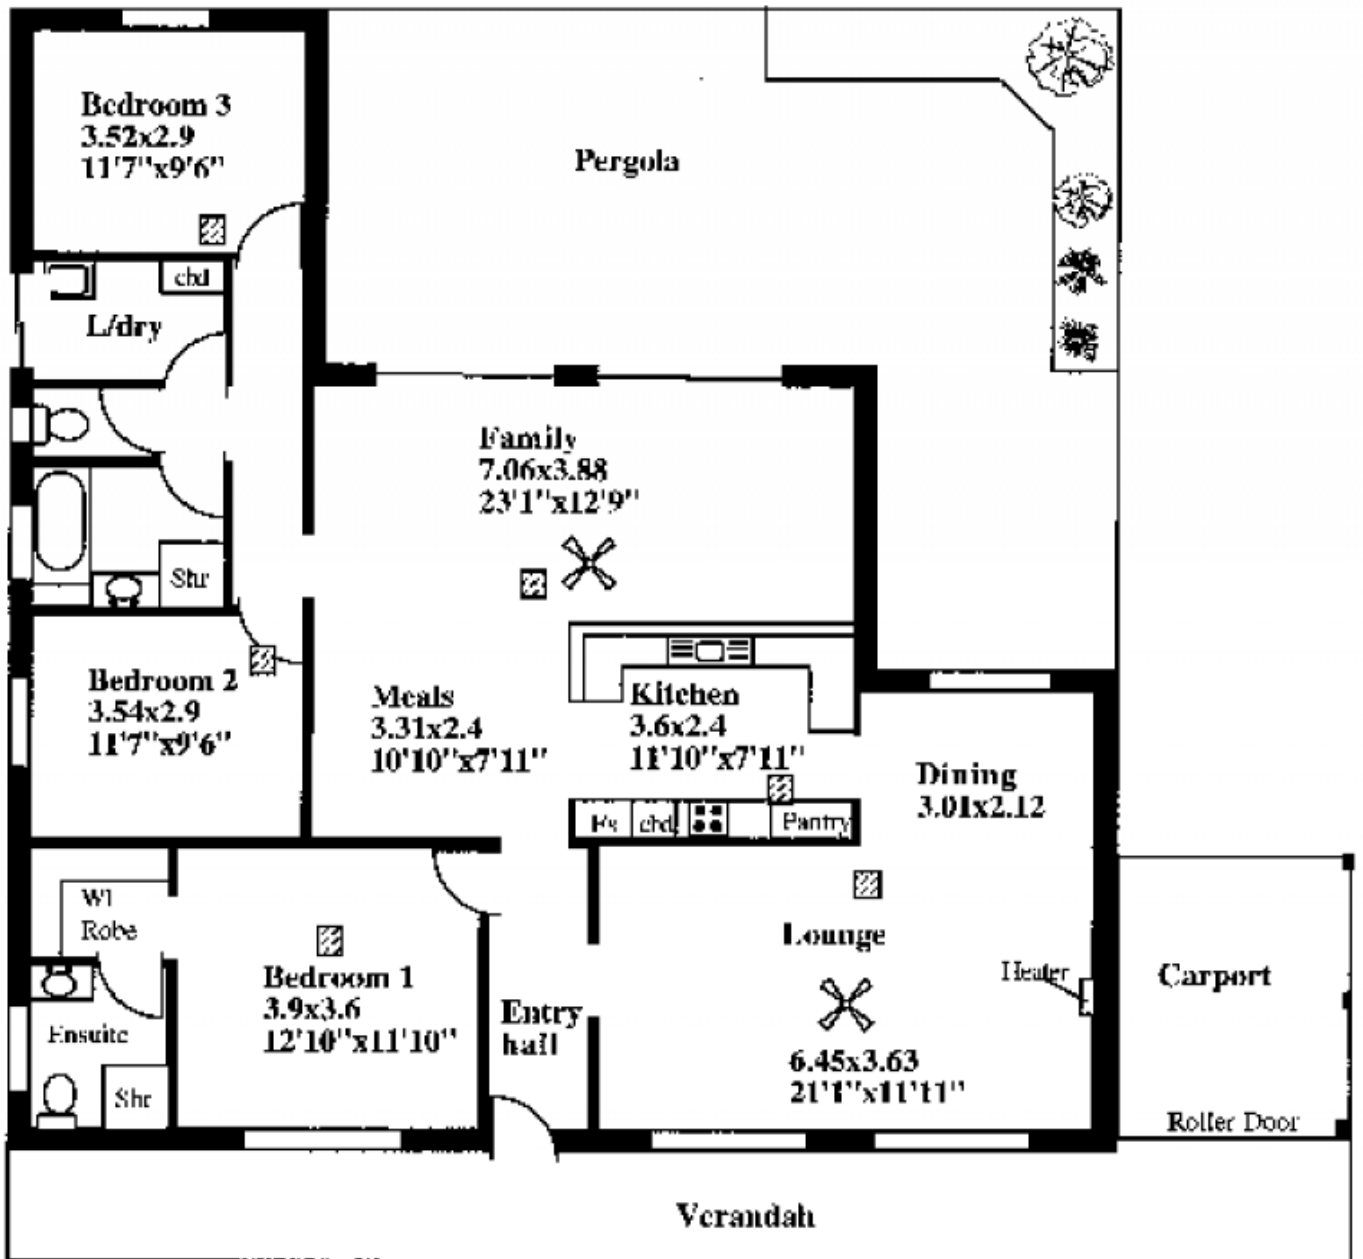 Bedroom 3
3.52x2.9
11'7"x9'6"
Pergola
cbd
L/dry
Family
7.06x3.88
23'1"x12'9"
Shr
Bedroom 2
3.54x2.9
11'7"x9'6"
Meals
3.31x2.4
10'10"x7'11"
Kitchen
3.6x2.4
11'10"x7'11"
Dining
3.01x2.12
cbd
Pantry
WI
Robe
Bedroom 1
3.9x3.6
12'10"x11'10"
Ensuite
Shr
Entry
hall
Lounge
6.45x3.63
21'1"x11'11"
Heater
Carport
Roller Door
Verandah